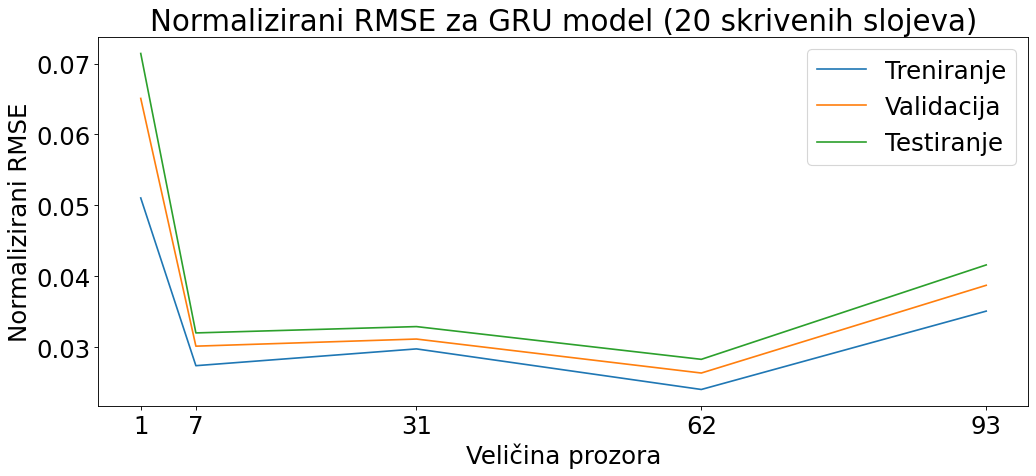 Normalizirani RMSE za GRU model (20 skrivenih slojeva)
Treniranje
Validacija
Testiranje
Normalizirani RMSE
0.07
0.06
0.05
0.04
0.03
1 7 31 62 93
Veličina prozora